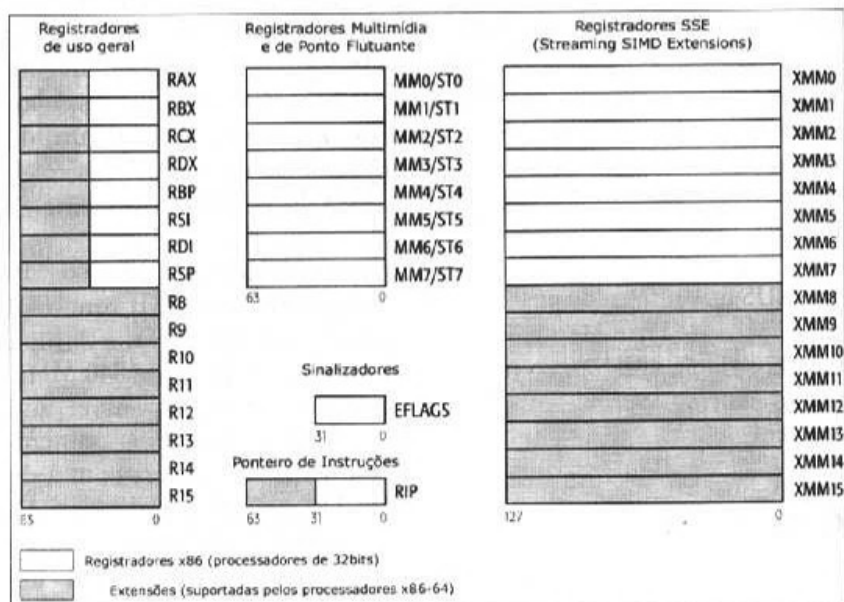 Registradores
de uso geral
RAX
RBX
RCX
RDX
RBP
RSI
RDI
RSP
R8
R9
R10
R11
R12
R13
R14
R15
63 0
Registradores Multimídia
e de Ponto Flutuante
MM0/ST0
MM1/ST1
MM2/ST2
MM3/ST3
MM4/ST4
MM5/ST5
MM6/ST6
MM7/ST7
63 0
Sinalizadores
EFLAGS
31 0
Ponteiro de Instruções
RIP
63 31 0
Registradores SSE
(Streaming SIMD Extensions)
XMM0
XMM1
XMM2
XMM3
XMM4
XMM5
XMM6
XMM7
XMM8
XMM9
XMM10
XMM11
XMM12
XMM13
XMM14
XMM15
127 0
Registradores x86 (processadores de 32bits)
Extensões (suportadas pelos processadores x86-64)